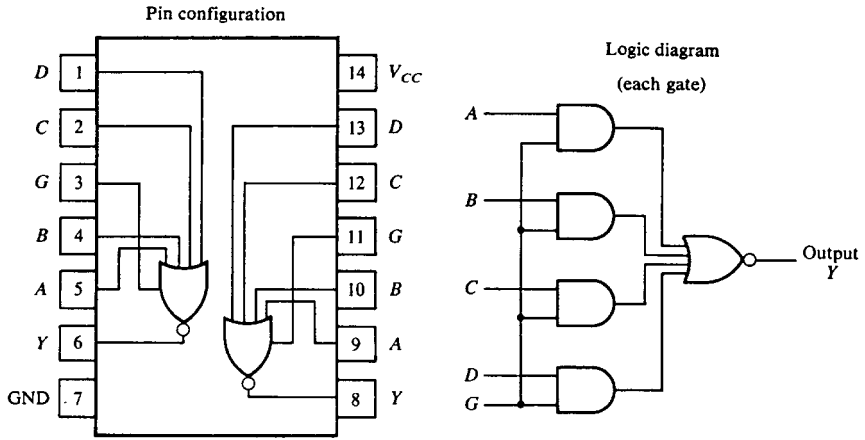 Pin configuration
D 1
C 2
G 3
B 4
A 5
Y 6
GND 7
14 V_CC
13 D
12 C
11 G
10 B
9 A
8 Y
Logic diagram
(each gate)
A
B
C
D
G
Output
Y